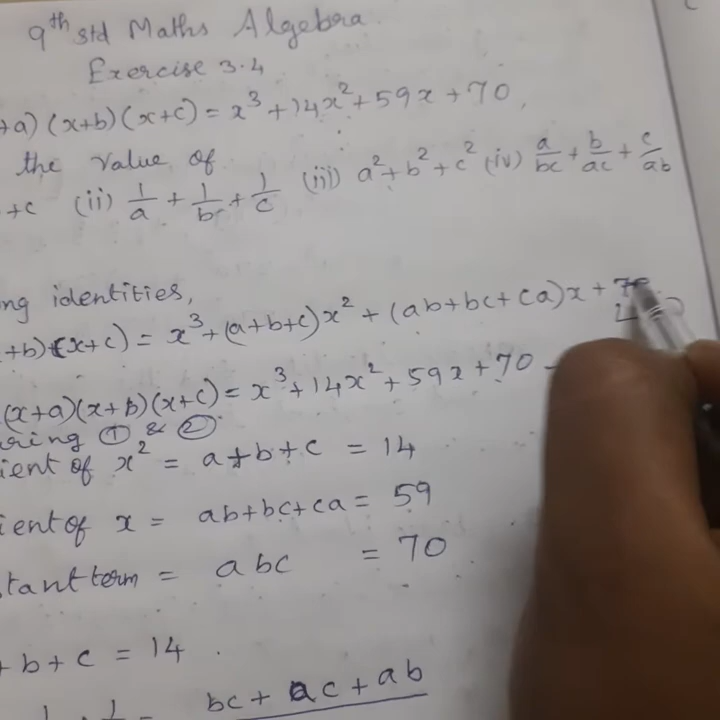 9th std Maths Algebra
Exercise 3.4
+a) (x+b) (x+c) = x³ + 14x² + 59x + 70,
the value of
+c (ii) 1/a + 1/b + 1/c (iii) a² + b² + c² (iv) a/bc + b/ac + c/ab
ng identities,
+b)(x+c) = x³ + (a+b+c)x² + (ab+bc+ca)x +
(x+a)(x+b)(x+c) = x³ + 14x² + 59x + 70 -
ring ① & ②
ient of x² = a+b+c = 14
ient of x = ab+bc+ca = 59
tant term = abc = 70
+ b + c = 14
bc + ac + ab